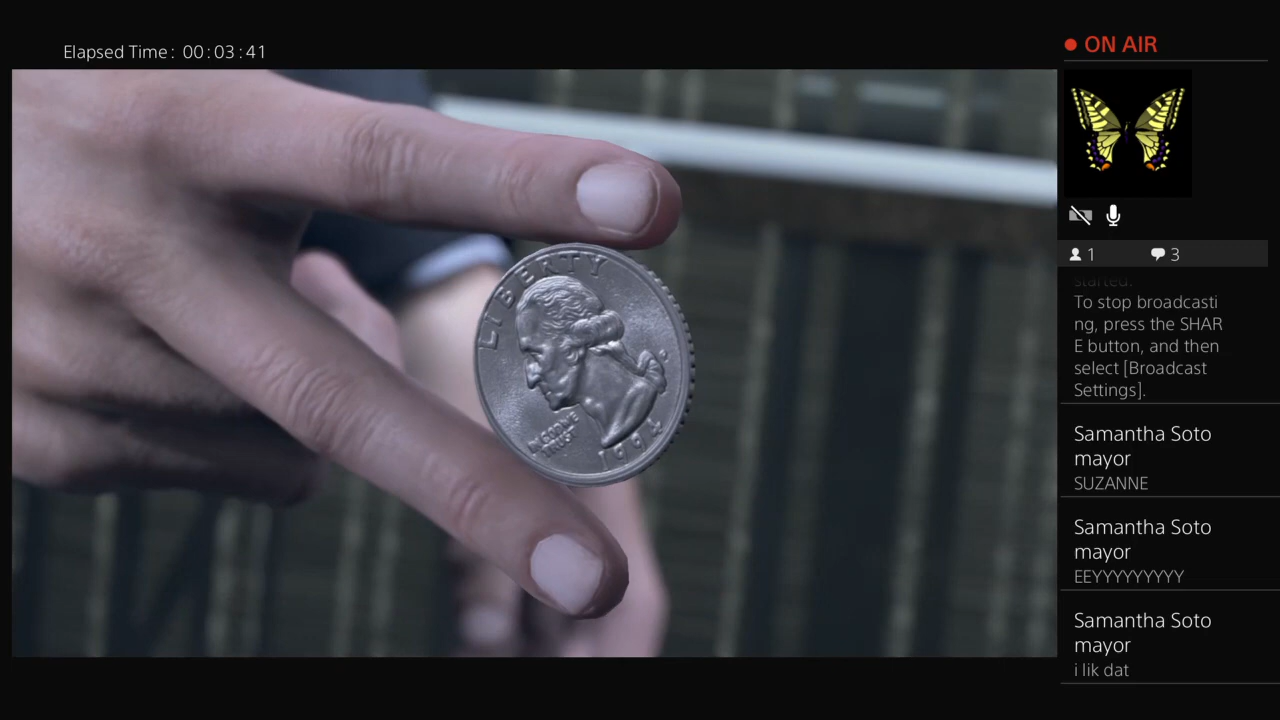 Elapsed Time: 00:03:41
ON AIR
1 3
started.
To stop broadcasti
ng, press the SHAR
E button, and then
select [Broadcast
Settings].
Samantha Soto
mayor
SUZANNE
Samantha Soto
mayor
EEYYYYYYYYY
Samantha Soto
mayor
i lik dat
LIBERTY
IN GOD WE
TRUST
1994